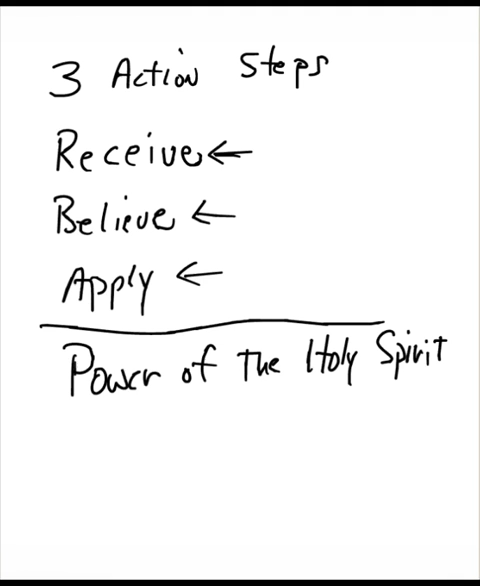 3 Action Steps
Receive ←
Believe ←
Apply ←
Power of The Holy Spirit